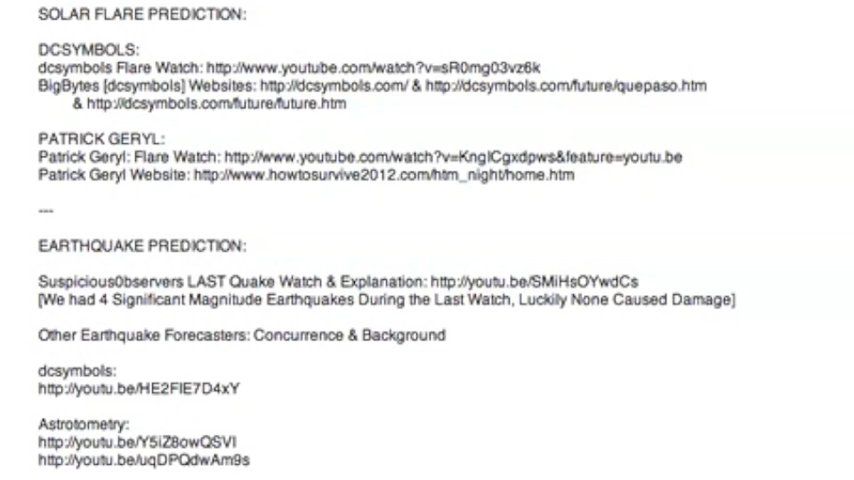 SOLAR FLARE PREDICTION:
DCSYMBOLS:
dcsymbols Flare Watch: http://www.youtube.com/watch?v=sR0mg03vz6k
BigBytes [dcsymbols] Websites: http://dcsymbols.com/ & http://dcsymbols.com/future/quepaso.htm
& http://dcsymbols.com/future/future.htm
PATRICK GERYL:
Patrick Geryl: Flare Watch: http://www.youtube.com/watch?v=KngICgxdpws&feature=youtu.be
Patrick Geryl Website: http://www.howtosurvive2012.com/htm_night/home.htm
---
EARTHQUAKE PREDICTION:
Suspicious0bservers LAST Quake Watch & Explanation: http://youtu.be/SMiHsOYwdCs
[We had 4 Significant Magnitude Earthquakes During the Last Watch, Luckily None Caused Damage]
Other Earthquake Forecasters: Concurrence & Background
dcsymbols:
http://youtu.be/HE2FIE7D4xY
Astrotometry:
http://youtu.be/Y5iZ8owQSVI
http://youtu.be/uqDPQdwAm9s